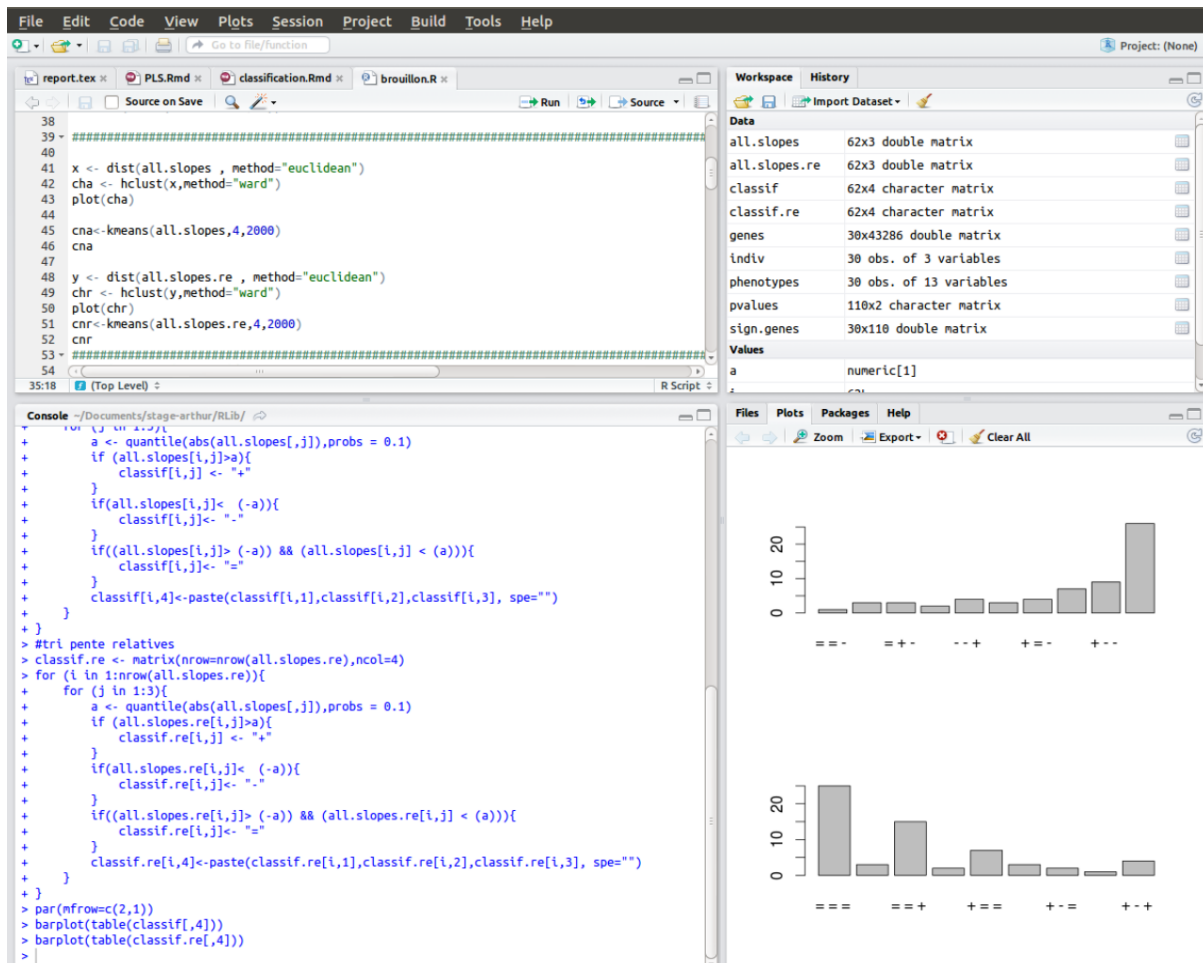 File Edit Code View Plots Session Project Build Tools Help
Go to file/function
Project: (None)
report.tex × PLS.Rmd × classification.Rmd × brouillon.R ×
Source on Save Run Source
38
39 ##########################################################################################
40
41 x <- dist(all.slopes , method="euclidean")
42 cha <- hclust(x,method="ward")
43 plot(cha)
44
45 cna<-kmeans(all.slopes,4,2000)
46 cna
47
48 y <- dist(all.slopes.re , method="euclidean")
49 chr <- hclust(y,method="ward")
50 plot(chr)
51 cnr<-kmeans(all.slopes.re,4,2000)
52 cnr
53 ##########################################################################################
54
35:18 (Top Level) R Script
Workspace History
Import Dataset
Data
all.slopes 62x3 double matrix
all.slopes.re 62x3 double matrix
classif 62x4 character matrix
classif.re 62x4 character matrix
genes 30x43286 double matrix
indiv 30 obs. of 3 variables
phenotypes 30 obs. of 13 variables
pvalues 110x2 character matrix
sign.genes 30x110 double matrix
Values
a numeric[1]
Console ~/Documents/stage-arthur/RLib/
+ for (j in 1:3){
+ a <- quantile(abs(all.slopes[,j]),probs = 0.1)
+ if (all.slopes[i,j]>a){
+ classif[i,j] <- "+"
+ }
+ if(all.slopes[i,j]< (-a)){
+ classif[i,j]<- "-"
+ }
+ if((all.slopes[i,j]> (-a)) && (all.slopes[i,j] < (a))){
+ classif[i,j]<- "="
+ }
+ classif[i,4]<-paste(classif[i,1],classif[i,2],classif[i,3], spe="")
+ }
+ }
> #tri pente relatives
> classif.re <- matrix(nrow=nrow(all.slopes.re),ncol=4)
> for (i in 1:nrow(all.slopes.re)){
+ for (j in 1:3){
+ a <- quantile(abs(all.slopes[,j]),probs = 0.1)
+ if (all.slopes.re[i,j]>a){
+ classif.re[i,j] <- "+"
+ }
+ if(all.slopes.re[i,j]< (-a)){
+ classif.re[i,j]<- "-"
+ }
+ if((all.slopes.re[i,j]> (-a)) && (all.slopes.re[i,j] < (a))){
+ classif.re[i,j]<- "="
+ }
+ classif.re[i,4]<-paste(classif.re[i,1],classif.re[i,2],classif.re[i,3], spe="")
+ }
+ }
> par(mfrow=c(2,1))
> barplot(table(classif[,4]))
> barplot(table(classif.re[,4]))
>
Files Plots Packages Help
Zoom Export Clear All
20
10
0
= = - = + - - - + + = - + - -
20
10
0
= = = = = + + = = + - = + - +